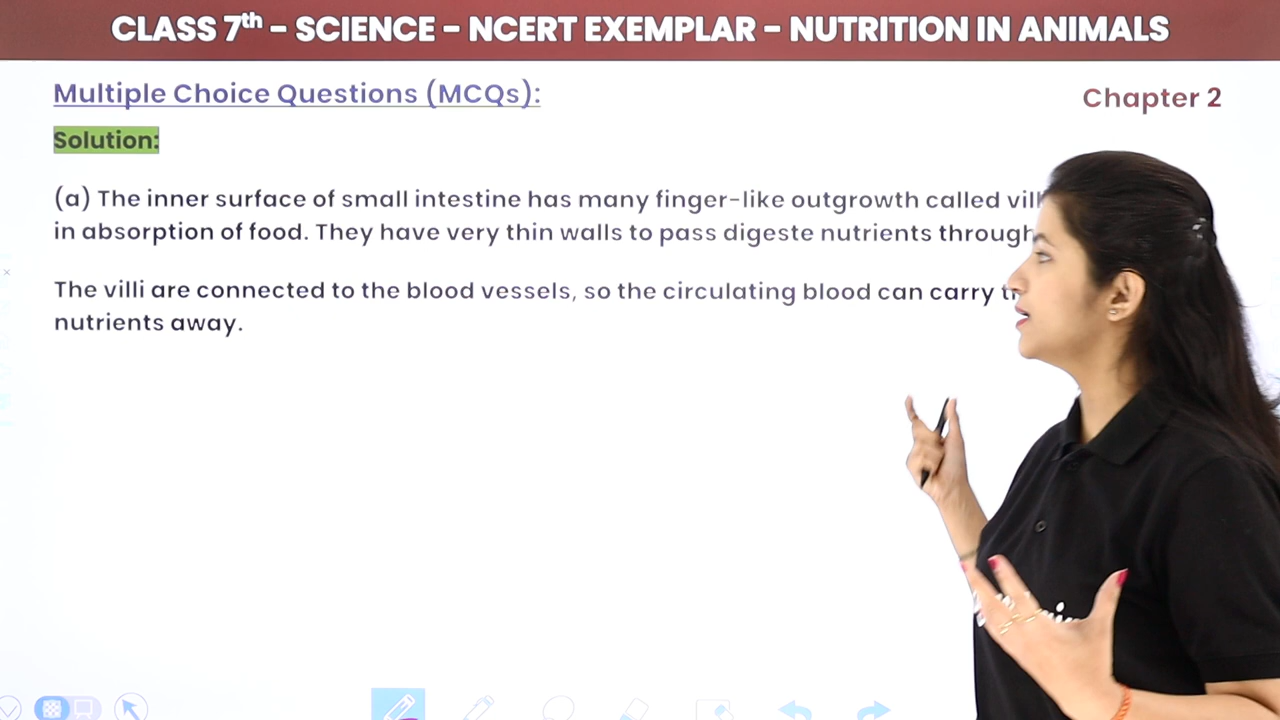 CLASS 7th - SCIENCE - NCERT EXEMPLAR - NUTRITION IN ANIMALS
Multiple Choice Questions (MCQs):
Chapter 2
Solution:
(a) The inner surface of small intestine has many finger-like outgrowth called
in absorption of food. They have very thin walls to pass digeste nutrients through
The villi are connected to the blood vessels, so the circulating blood can carry
nutrients away.